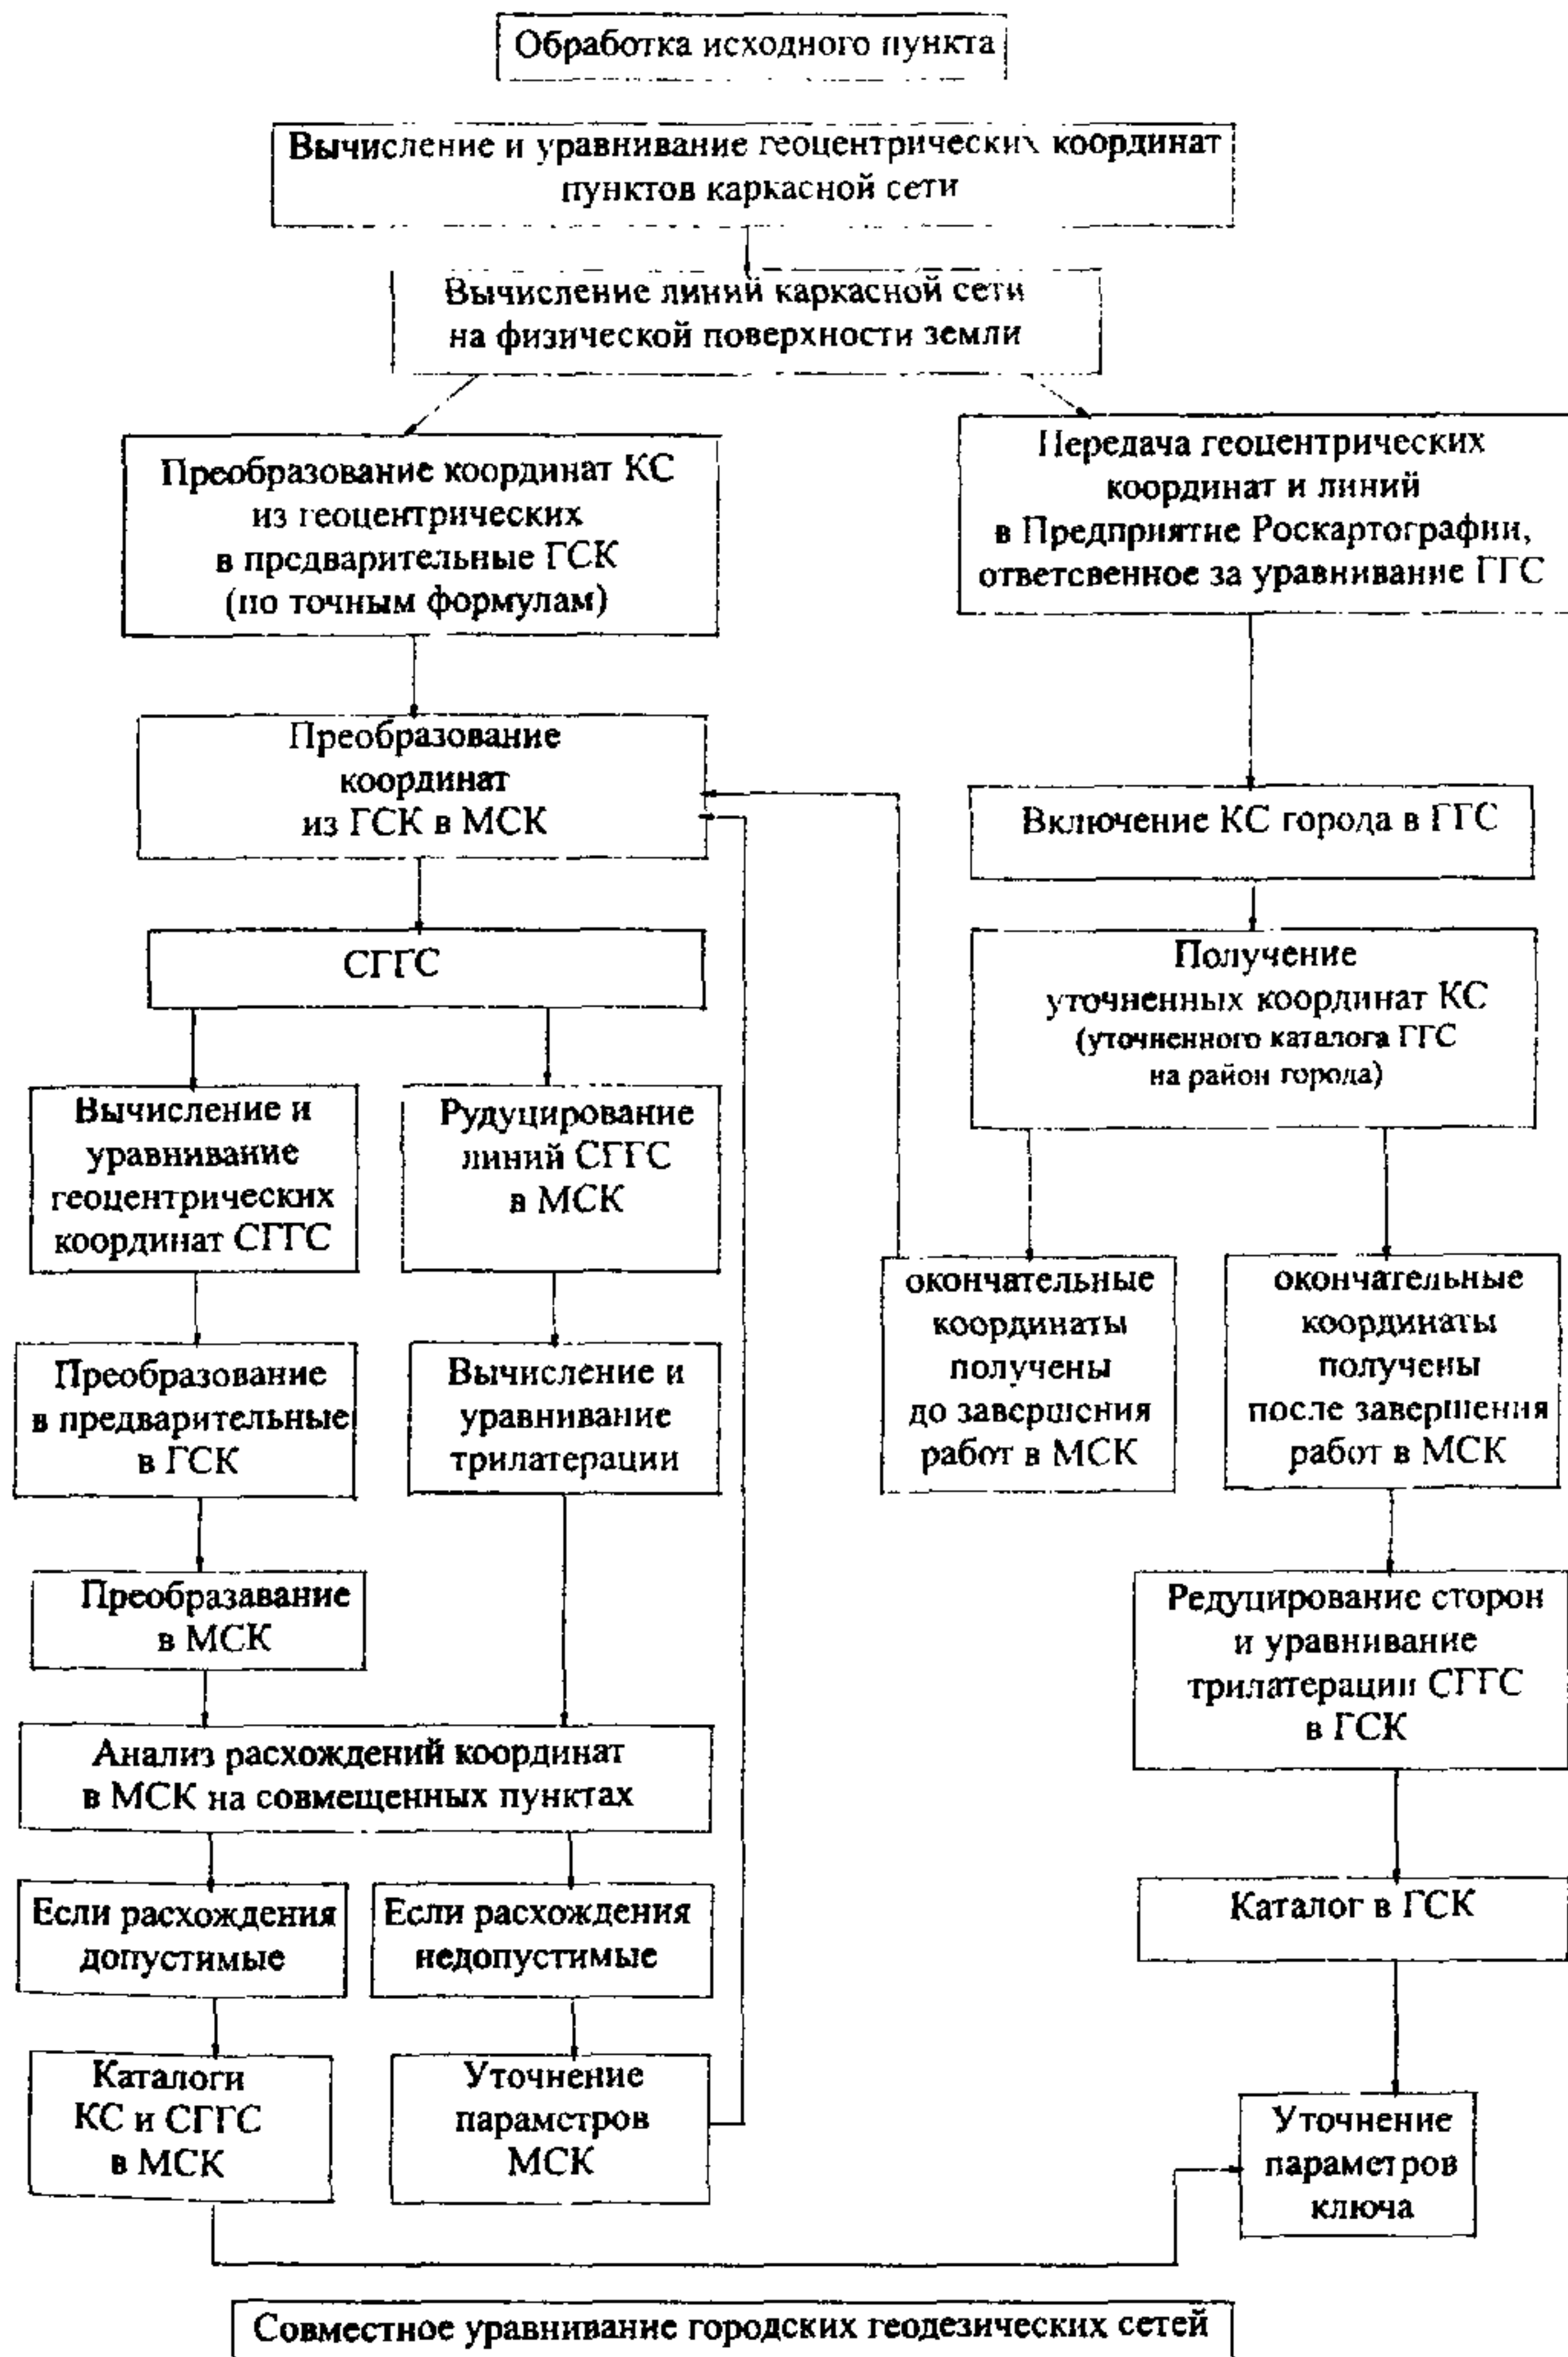 Обработка исходного пункта
Вычисление и уравнивание геоцентрических координат
пунктов каркасной сети
Вычисление линий каркасной сети
на физической поверхности земли
Преобразование координат КС
из геоцентрических
в предварительные ГСК
(по точным формулам)
Передача геоцентрических
координат и линий
в Предприятие Роскартографии,
ответсвенное за уравнивание ГГС
Преобразование
координат
из ГСК в МСК
Включение КС города в ГГС
СГГС
Получение
уточненных координат КС
(уточненного каталога ГГС
на район города)
Вычисление и
уравнивание
геоцентрических
координат СГГС
Рудуцирование
линий СГГС
в МСК
окончательные
координаты
получены
до завершения
работ в МСК
окончательные
координаты
получены
после завершения
работ в МСК
Преобразование
в предварительные
в ГСК
Вычисление и
уравнивание
трилатерации
Преобразавание
в МСК
Редуцирование сторон
и уравнивание
трилатерации СГГС
в ГСК
Анализ расхождений координат
в МСК на совмещенных пунктах
Если расхождения
допустимые
Если расхождения
недопустимые
Каталог в ГСК
Каталоги
КС и СГГС
в МСК
Уточнение
параметров
МСК
Уточнение
параметров
ключа
Совместное уравнивание городских геодезических сетей